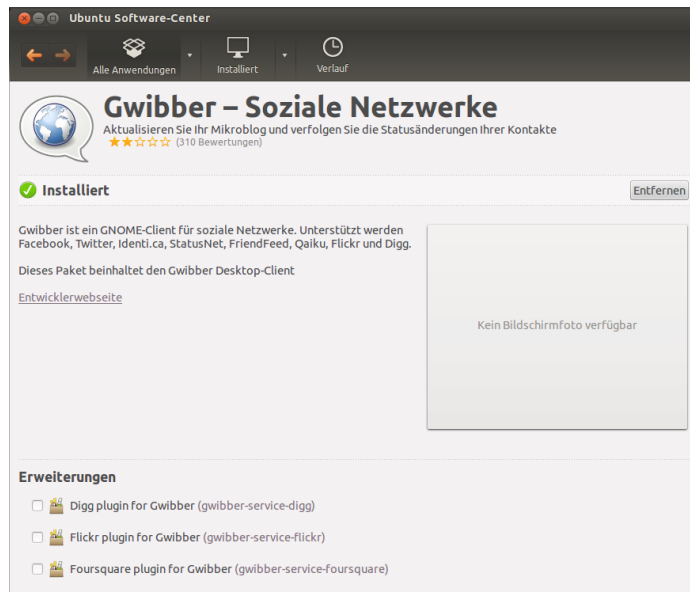 Ubuntu Software-Center
Alle Anwendungen
Installiert
Verlauf
Gwibber – Soziale Netzwerke
Aktualisieren Sie Ihr Mikroblog und verfolgen Sie die Statusänderungen Ihrer Kontakte
(310 Bewertungen)
Installiert
Entfernen
Gwibber ist ein GNOME-Client für soziale Netzwerke. Unterstützt werden
Facebook, Twitter, Identi.ca, StatusNet, FriendFeed, Qaiku, Flickr und Digg.
Dieses Paket beinhaltet den Gwibber Desktop-Client
Entwicklerwebseite
Kein Bildschirmfoto verfügbar
Erweiterungen
Digg plugin for Gwibber (gwibber-service-digg)
Flickr plugin for Gwibber (gwibber-service-flickr)
Foursquare plugin for Gwibber (gwibber-service-foursquare)